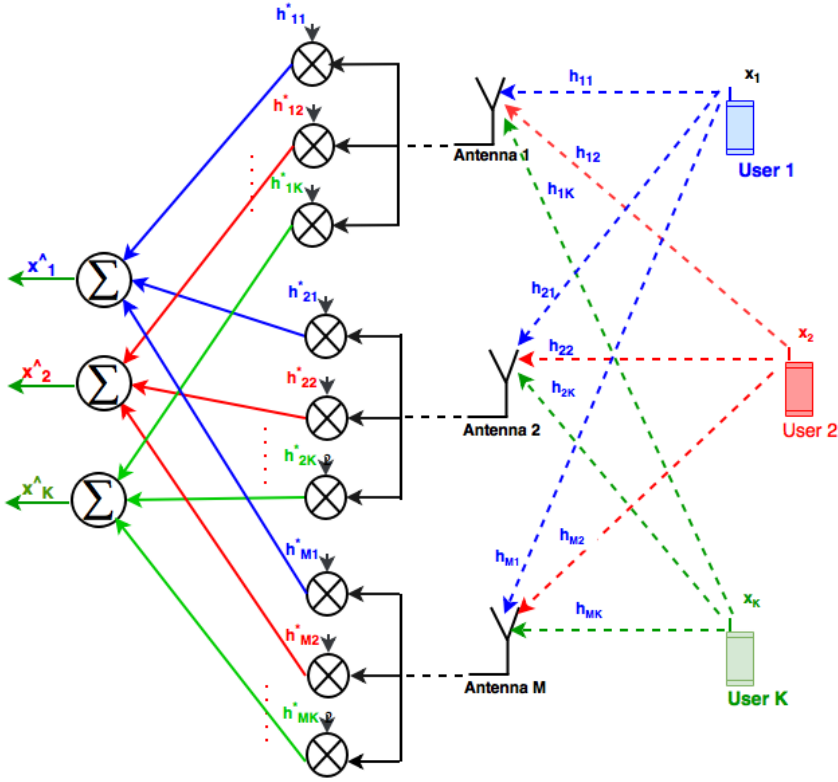 h*11
h*12
h*1K
x^1
h*21
h*22
x^2
h*2K
x^K
h*M1
h*M2
h*MK
Σ
Σ
Σ
Antenna 1
Antenna 2
Antenna M
h11
h12
h1K
h21
h22
h2K
hM1
hM2
hMK
x1
User 1
x2
User 2
xK
User K